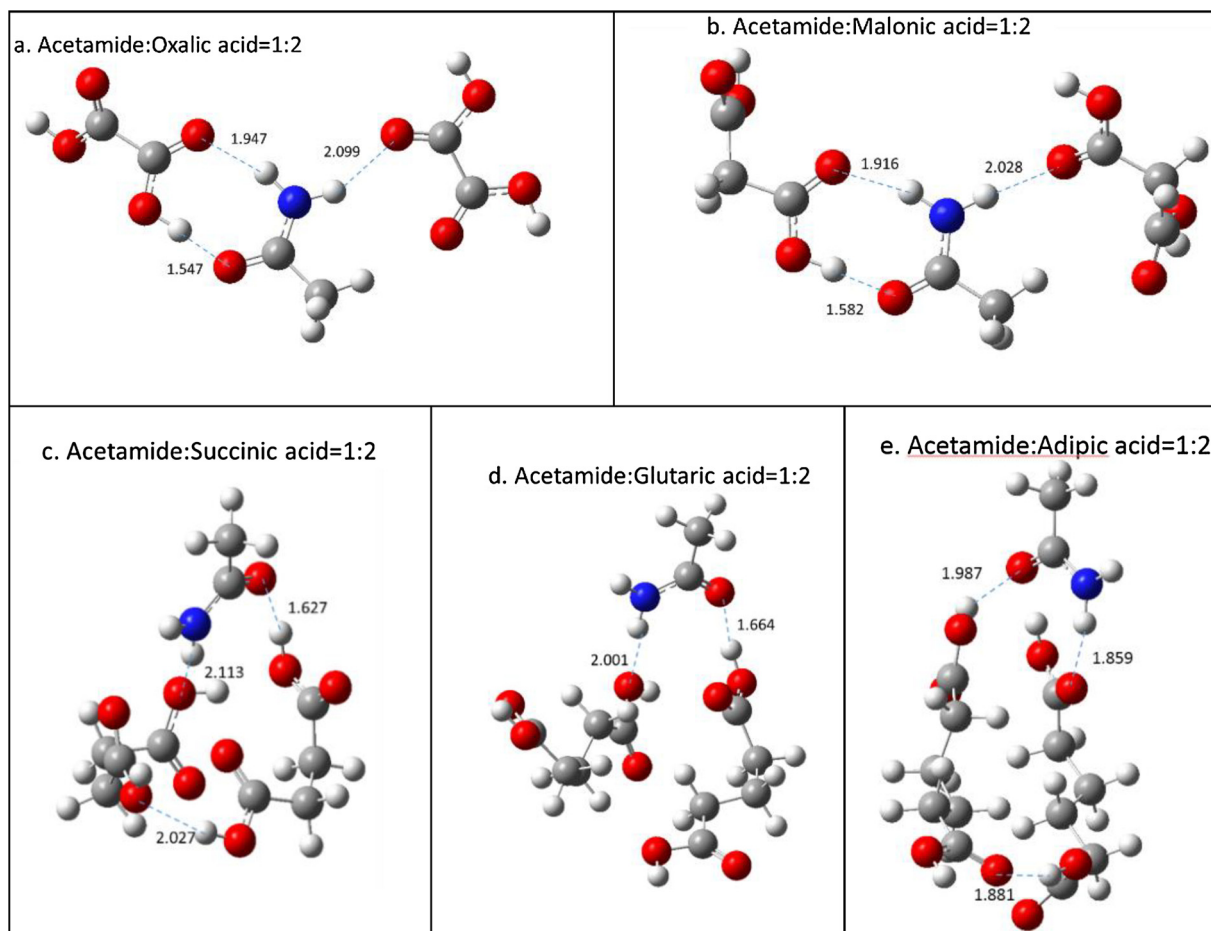 a. Acetamide:Oxalic acid=1:2
1.947
2.099
1.547
b. Acetamide:Malonic acid=1:2
1.916
2.028
1.582
c. Acetamide:Succinic acid=1:2
1.627
2.113
2.027
d. Acetamide:Glutaric acid=1:2
1.664
2.001
e. Acetamide:Adipic acid=1:2
1.987
1.859
1.881